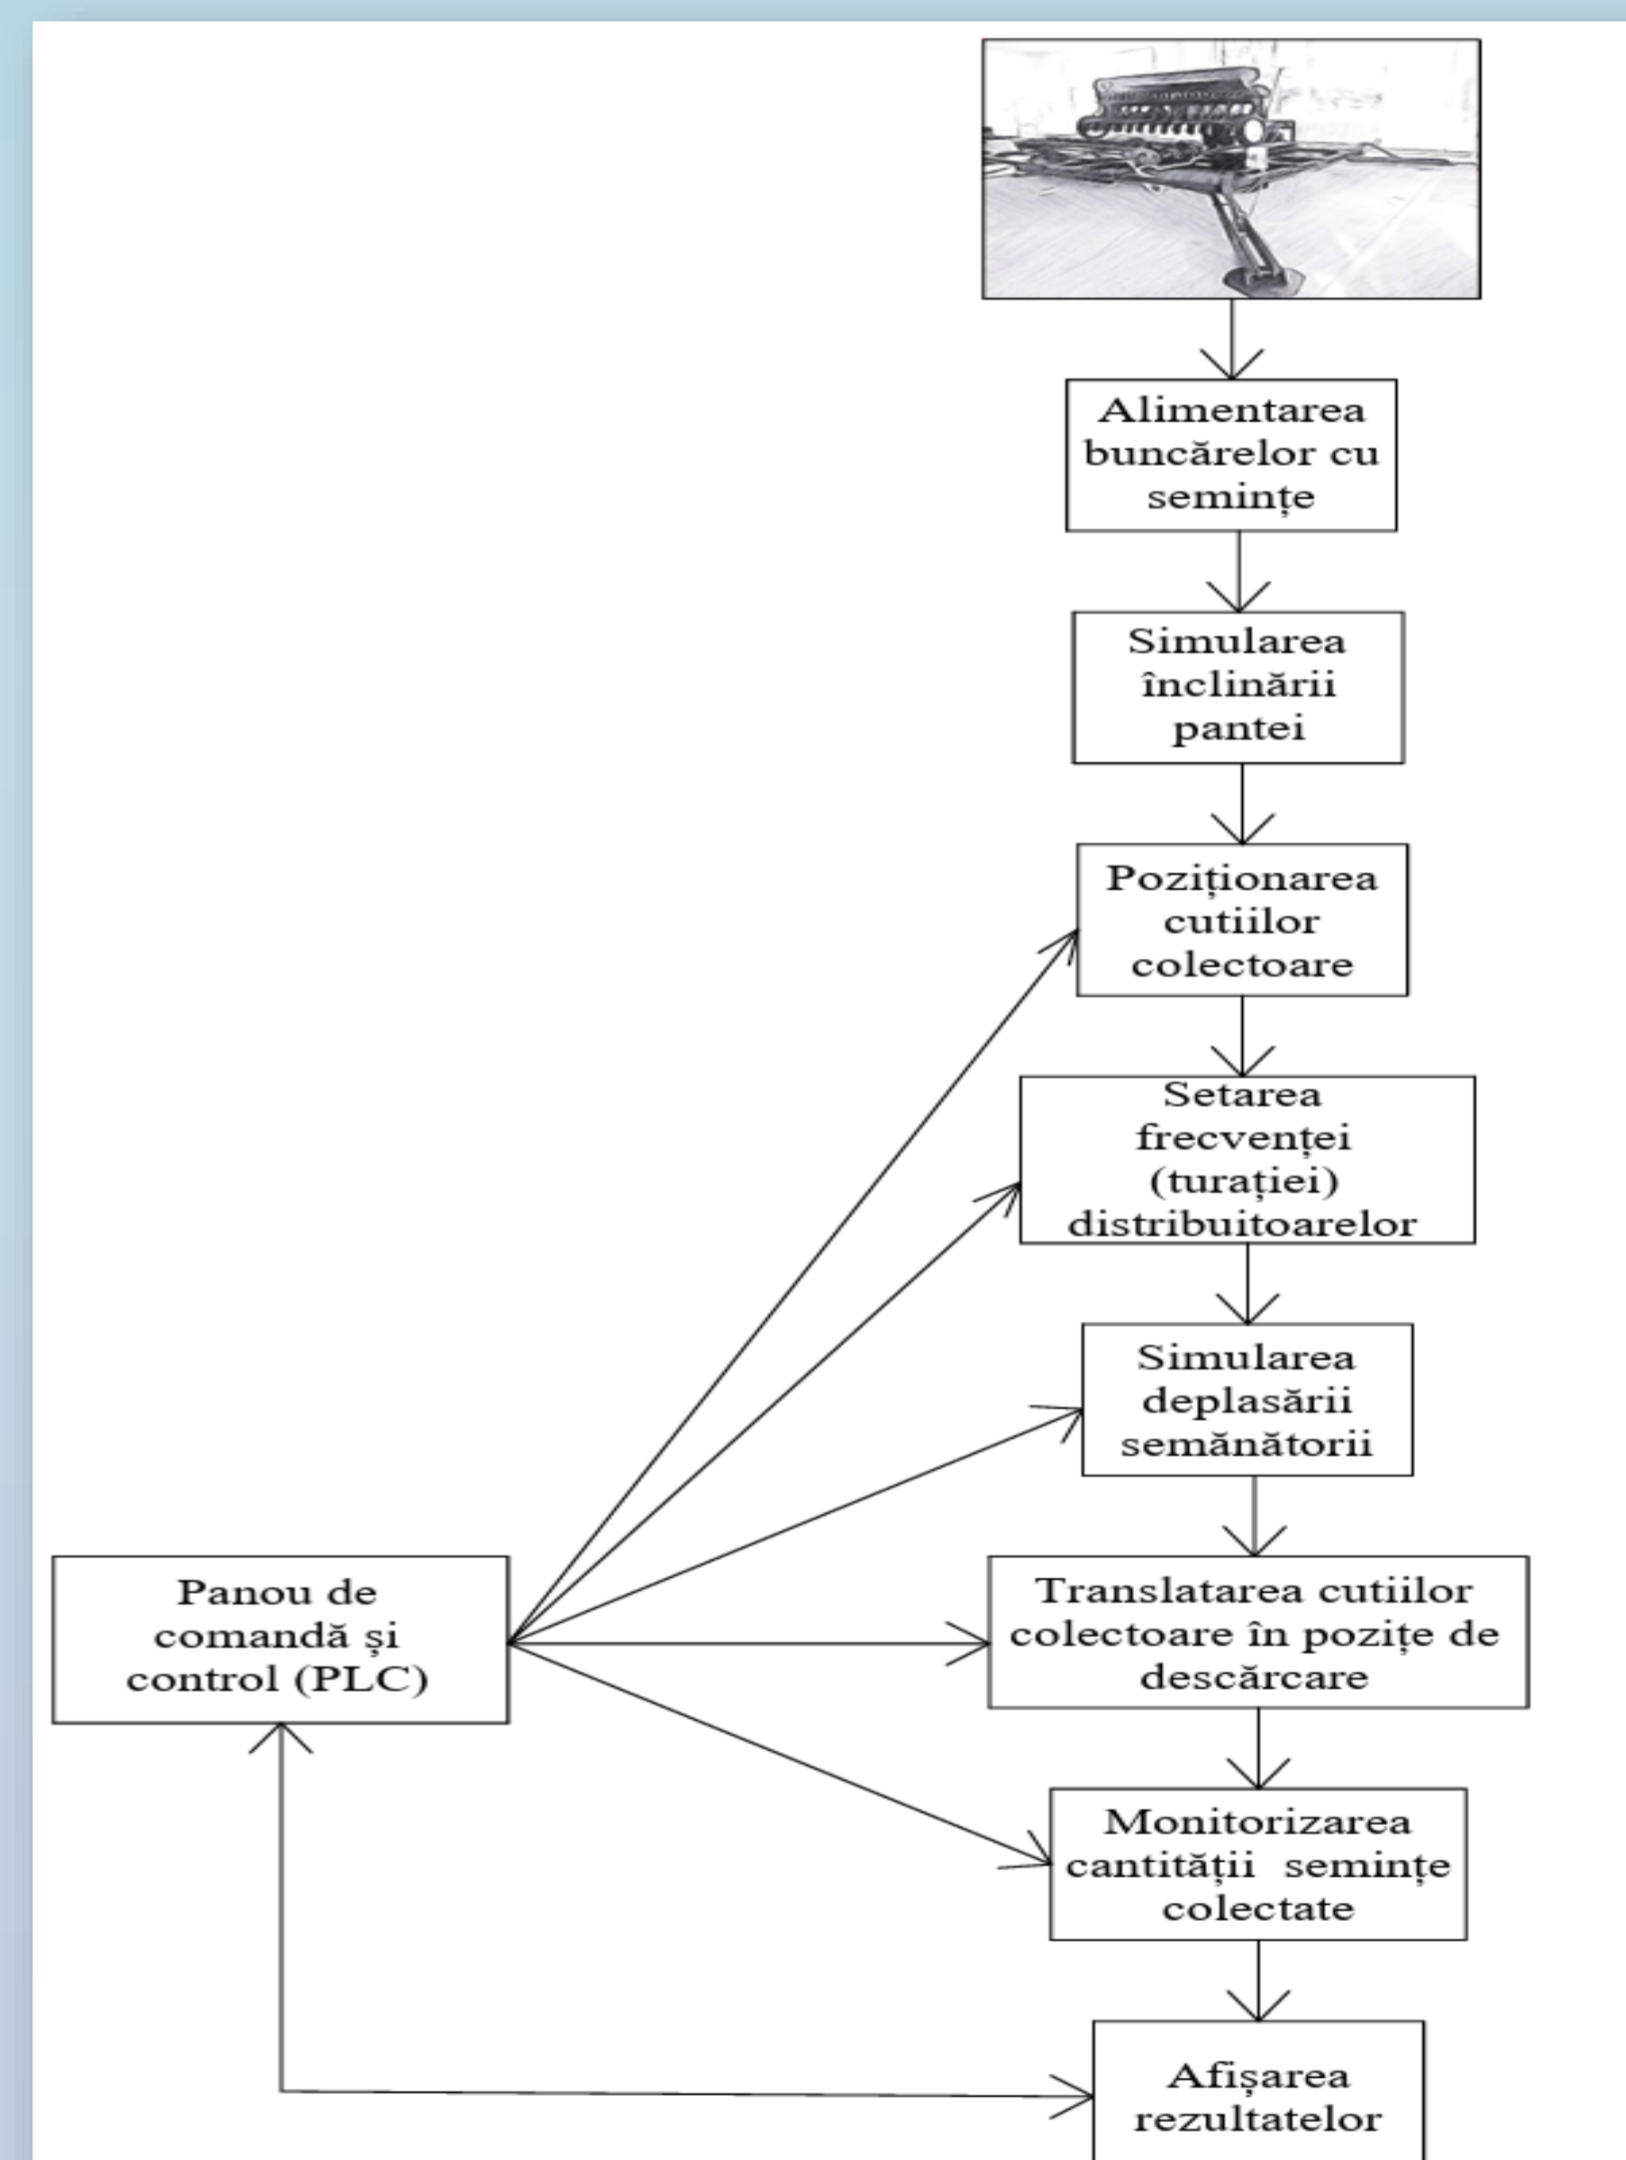 Alimentarea
buncărelor cu
semințe
Simularea
înclinării
pantei
Poziționarea
cutiilor
colectoare
Setarea
frecvenței
(turației)
distribuitoarelor
Simularea
deplasării
semănătorii
Panou de
comandă și
control (PLC)
Translatarea cutiilor
colectoare în pozițe de
descărcare
Monitorizarea
cantității  semințe
colectate
Afișarea
rezultatelor